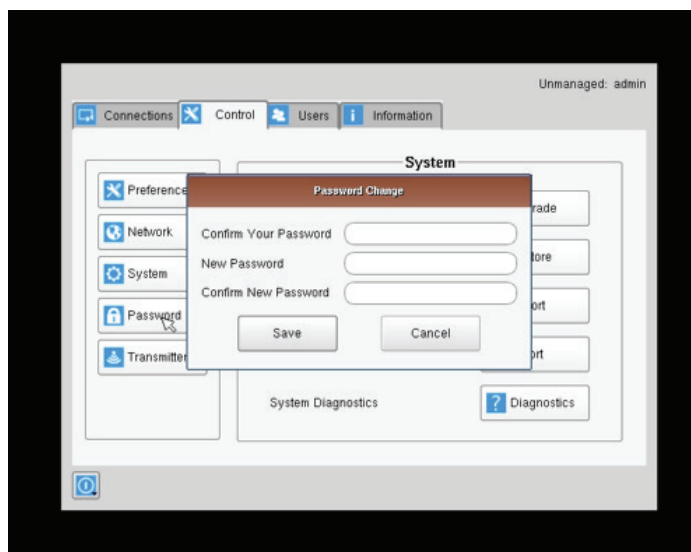 Unmanaged: admin
Connections Control Users Information
System
Preference
Password Change
rade
Network
Confirm Your Password
New Password
tore
System
Confirm New Password
ort
Password
Save Cancel
Transmitter
ort
System Diagnostics
Diagnostics